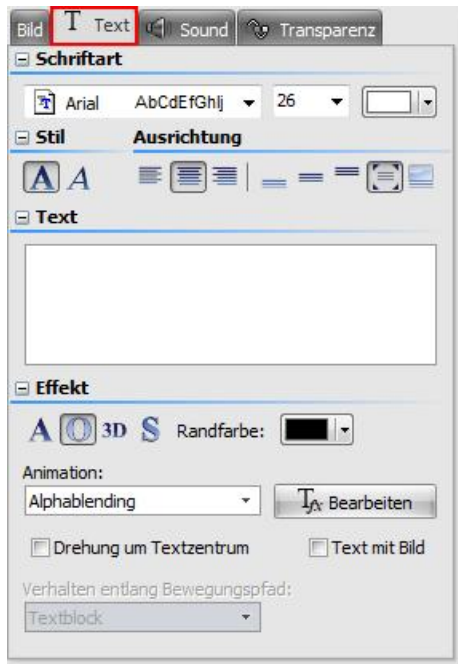 Bild T Text Sound Transparenz
Schriftart
Arial AbCdEfGhIj 26
Stil Ausrichtung
A A
Text
Effekt
A O 3D S Randfarbe:
Animation:
Alphablending Tfx Bearbeiten
Drehung um Textzentrum Text mit Bild
Verhalten entlang Bewegungspfad:
Textblock